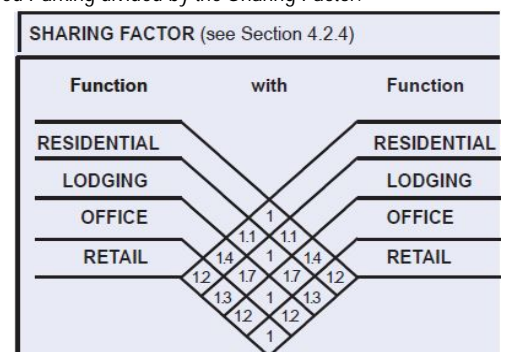 ed Parking divided by the Sharing Factor.
SHARING FACTOR (see Section 4.2.4)
Function with Function
RESIDENTIAL RESIDENTIAL
LODGING LODGING
OFFICE 1 OFFICE
1.1 1.1
RETAIL 1.4 1 1.4 RETAIL
1.2 1.7 1.7 1.2
1.3 1 1.3
1.2 1.2
1